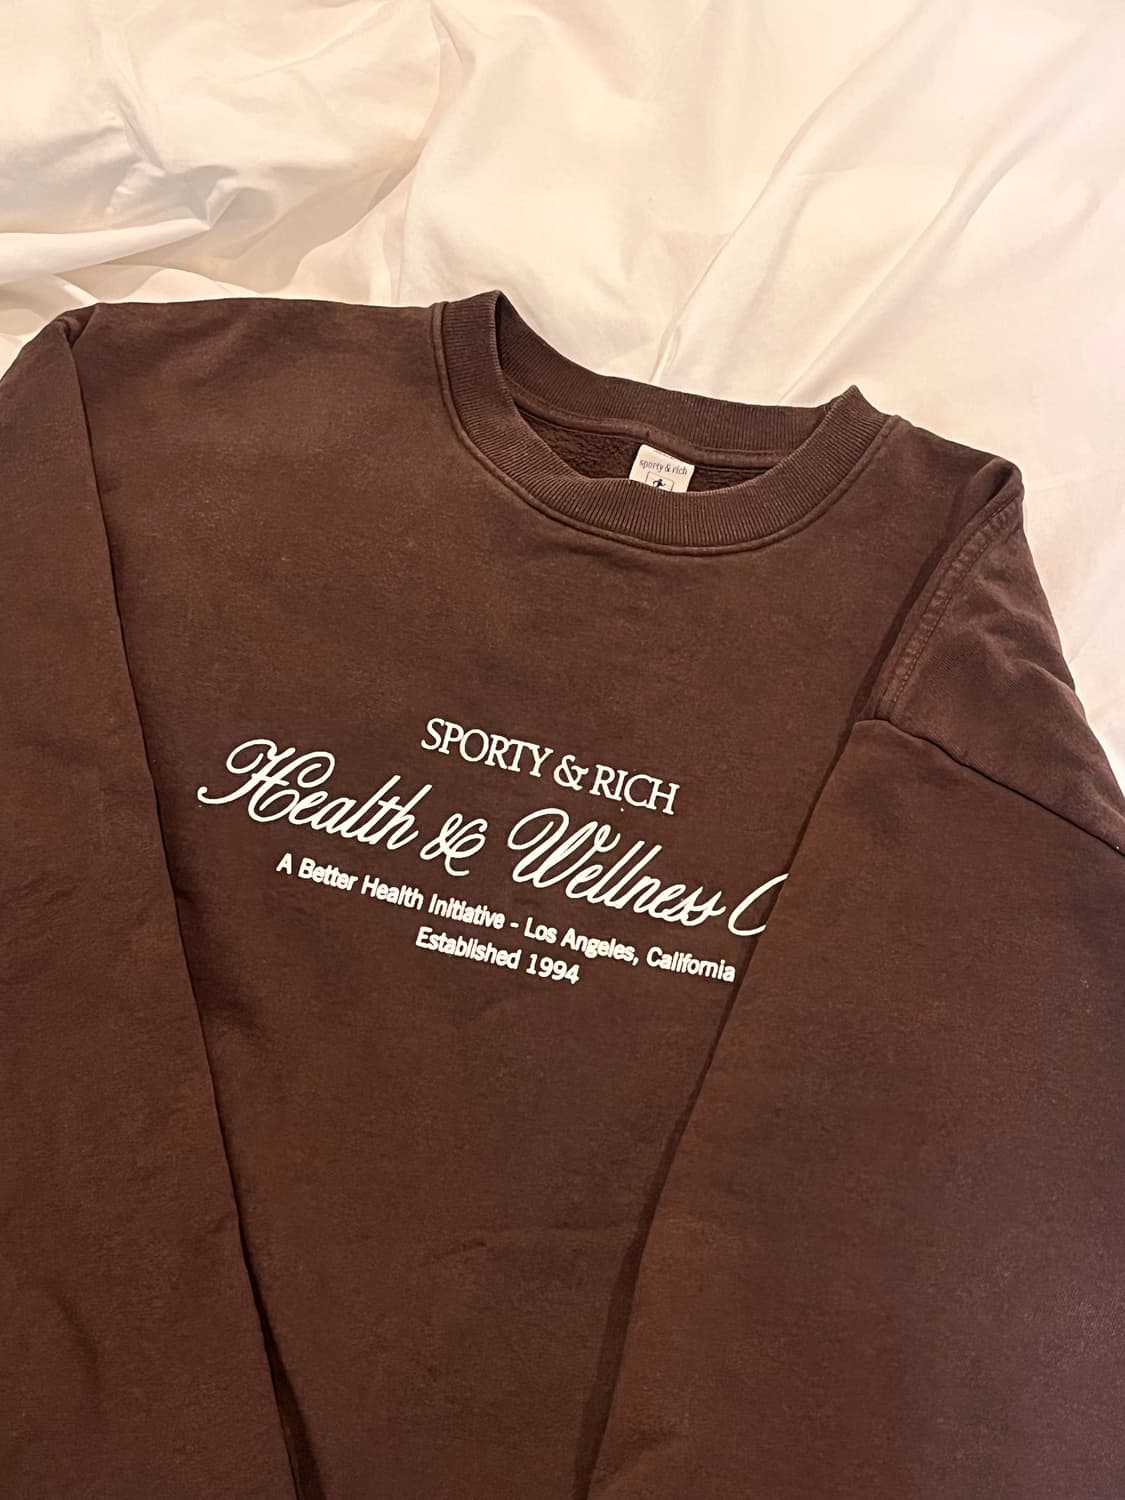 sporty & rich
SPORTY & RICH
Health & Wellness C
A Better Health Initiative - Los Angeles, California
Established 1994